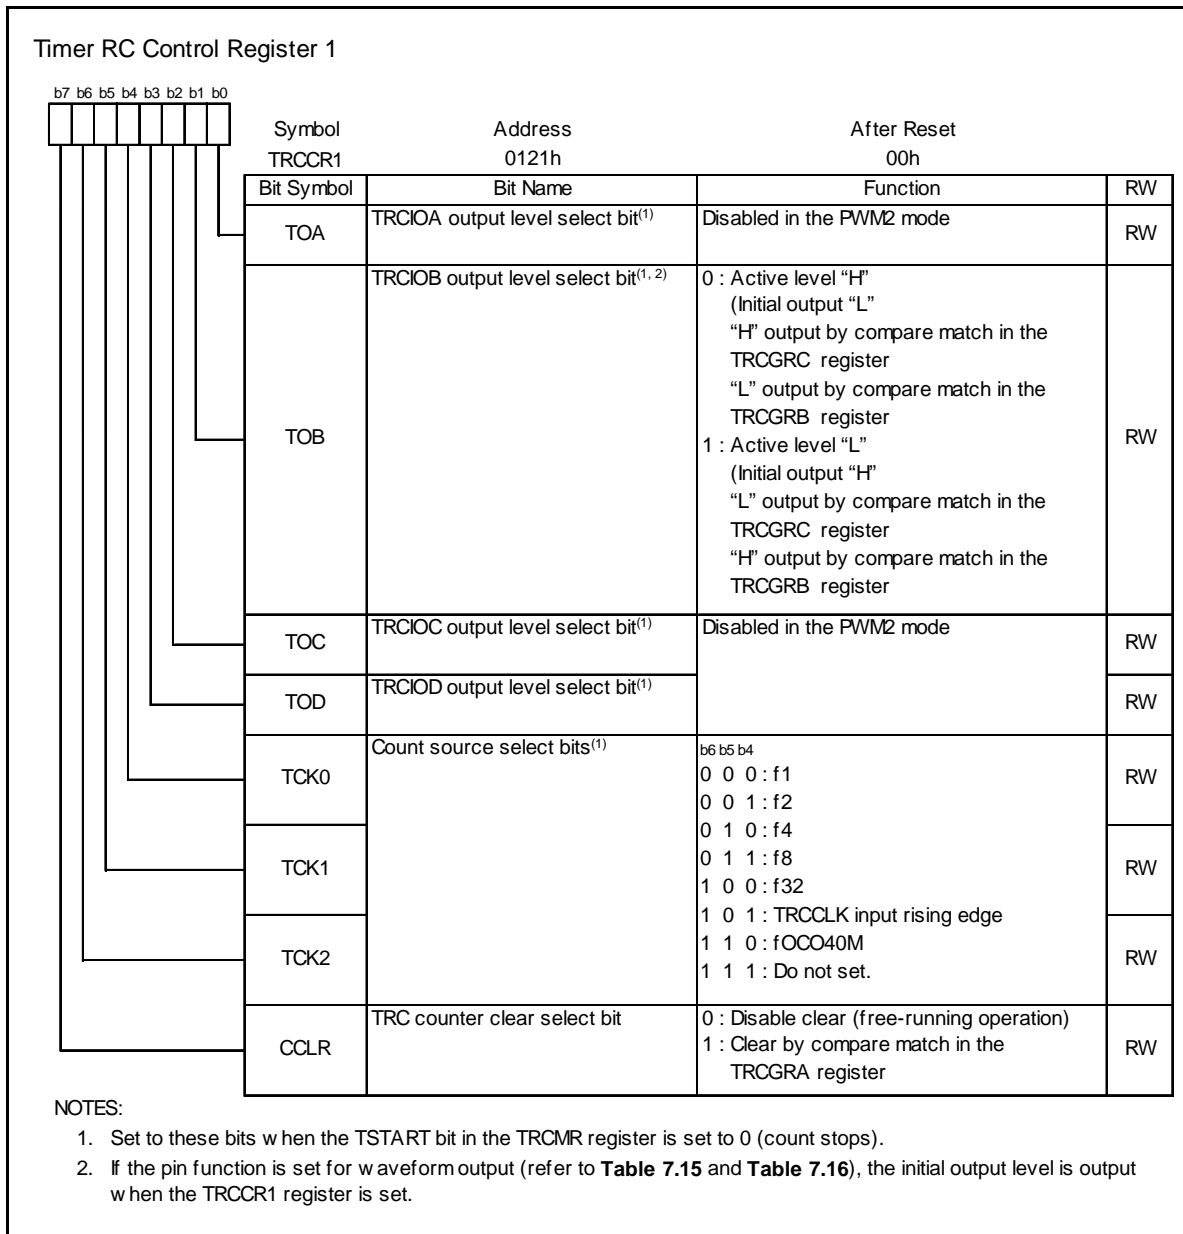 Timer RC Control Register 1
b7 b6 b5 b4 b3 b2 b1 b0
Symbol Address After Reset
TRCCR1 0121h 00h
Bit Symbol Bit Name Function RW
TOA TRCIOA output level select bit(1) Disabled in the PWM2 mode RW
TOB TRCIOB output level select bit(1, 2) RW
0 : Active level “H”
(Initial output “L”
“H” output by compare match in the
TRCGRC register
“L” output by compare match in the
TRCGRB register
1 : Active level “L”
(Initial output “H”
“L” output by compare match in the
TRCGRC register
“H” output by compare match in the
TRCGRB register
TOC TRCIOC output level select bit(1) Disabled in the PWM2 mode RW
TOD TRCIOD output level select bit(1) RW
TCK0 Count source select bits(1) RW
b6 b5 b4
0 0 0 : f1
0 0 1 : f2
0 1 0 : f4
TCK1 RW
0 1 1 : f8
1 0 0 : f32
1 0 1 : TRCCLK input rising edge
TCK2 RW
1 1 0 : fOCO40M
1 1 1 : Do not set.
CCLR TRC counter clear select bit RW
0 : Disable clear (free-running operation)
1 : Clear by compare match in the
TRCGRA register
NOTES:
1. Set to these bits when the TSTART bit in the TRCMR register is set to 0 (count stops).
2. If the pin function is set for waveform output (refer to Table 7.15 and Table 7.16), the initial output level is output
when the TRCCR1 register is set.